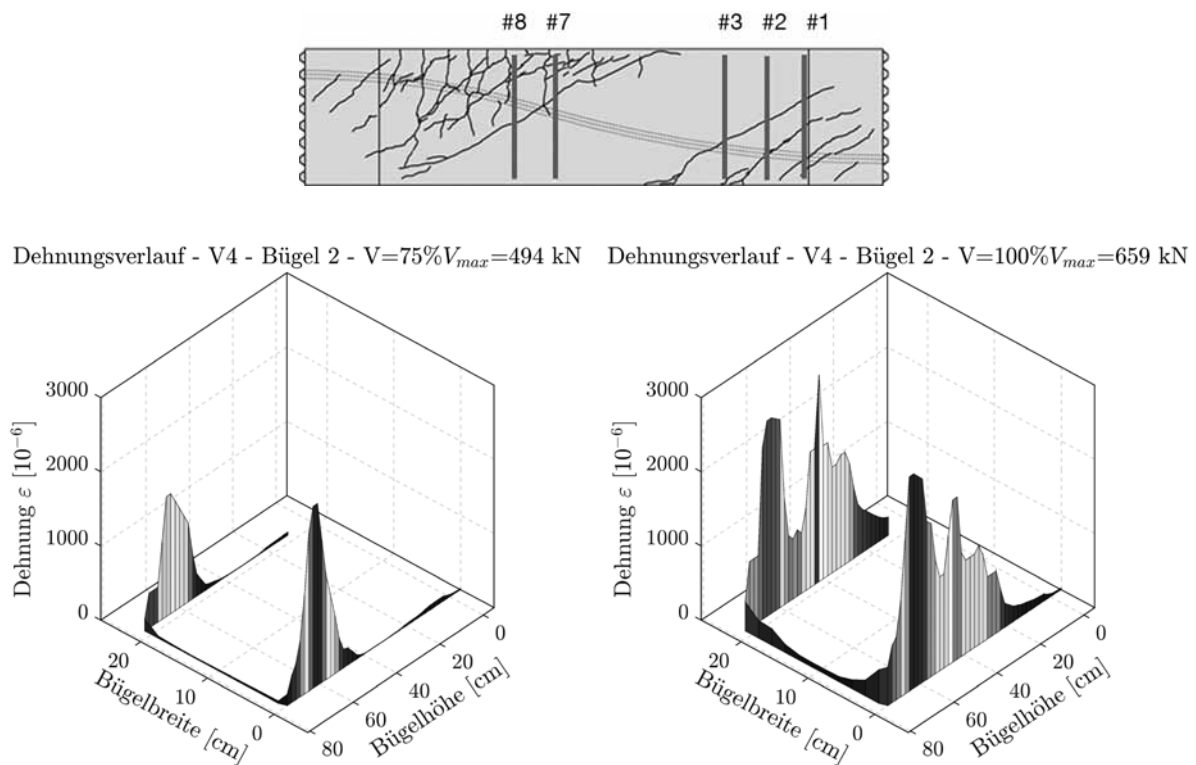 #8 #7 #3 #2 #1
Dehnungsverlauf - V4 - Bügel 2 - V=75%V_max=494 kN
3000
2000
1000
0
Dehnung ε [10⁻⁶]
20
10
0
Bügelbreite [cm]
0
20
40
60
80
Bügelhöhe [cm]
Dehnungsverlauf - V4 - Bügel 2 - V=100%V_max=659 kN
3000
2000
1000
0
Dehnung ε [10⁻⁶]
20
10
0
Bügelbreite [cm]
0
20
40
60
80
Bügelhöhe [cm]